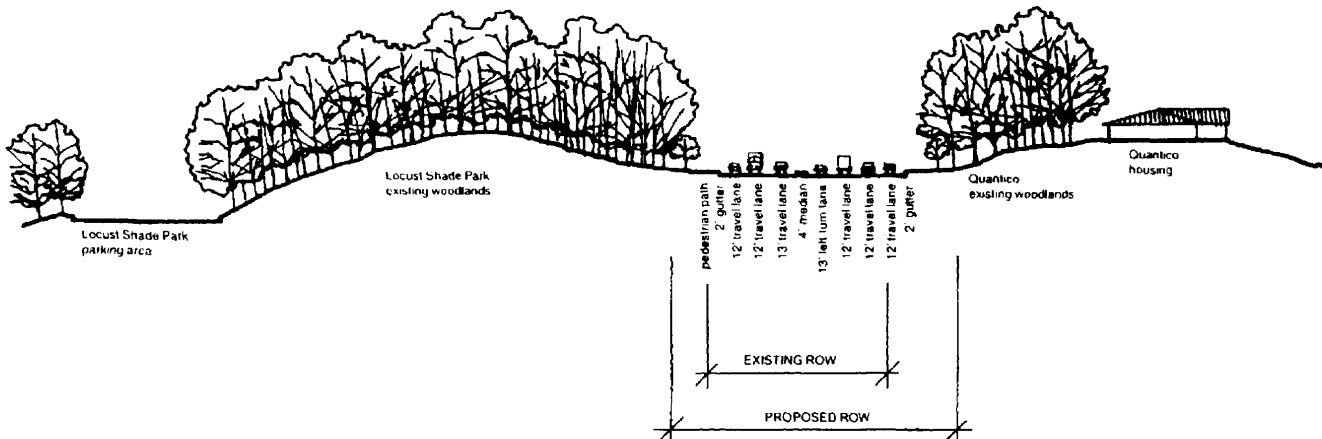 Locust Shade Park
parking area
Locust Shade Park
existing woodlands
pedestrian path
2' gutter
12' travel lane
12' travel lane
13' travel lane
4' median
13' left turn lane
12' travel lane
12' travel lane
12' travel lane
2' gutter
Quantico
existing woodlands
Quantico
housing
EXISTING ROW
PROPOSED ROW